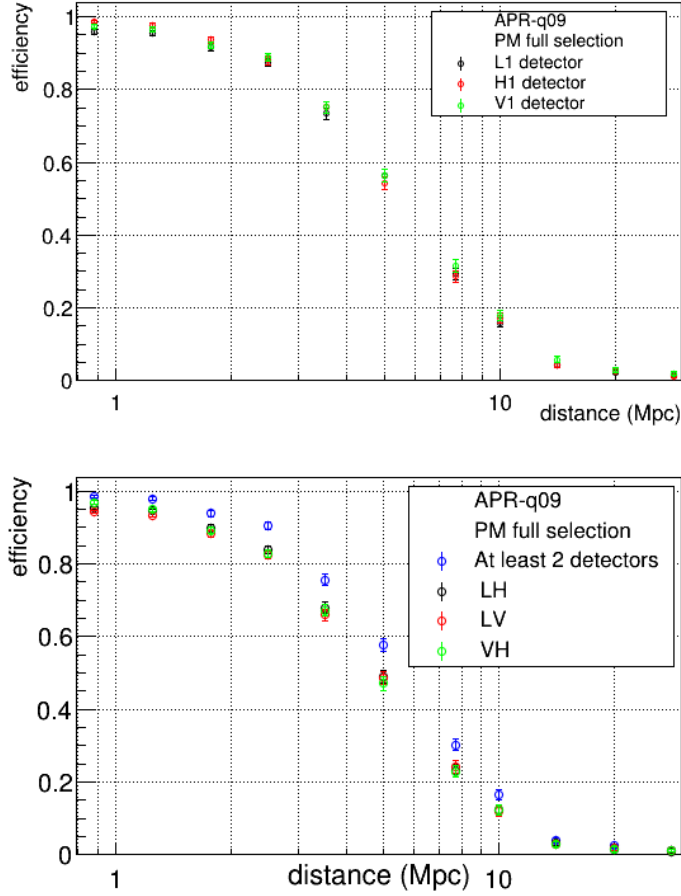 efficiency
1
0.8
0.6
0.4
0.2
0
APR-q09
PM full selection
L1 detector
H1 detector
V1 detector
1
10
distance (Mpc)
efficiency
1
0.8
0.6
0.4
0.2
0
APR-q09
PM full selection
At least 2 detectors
LH
LV
VH
1
distance (Mpc)
10